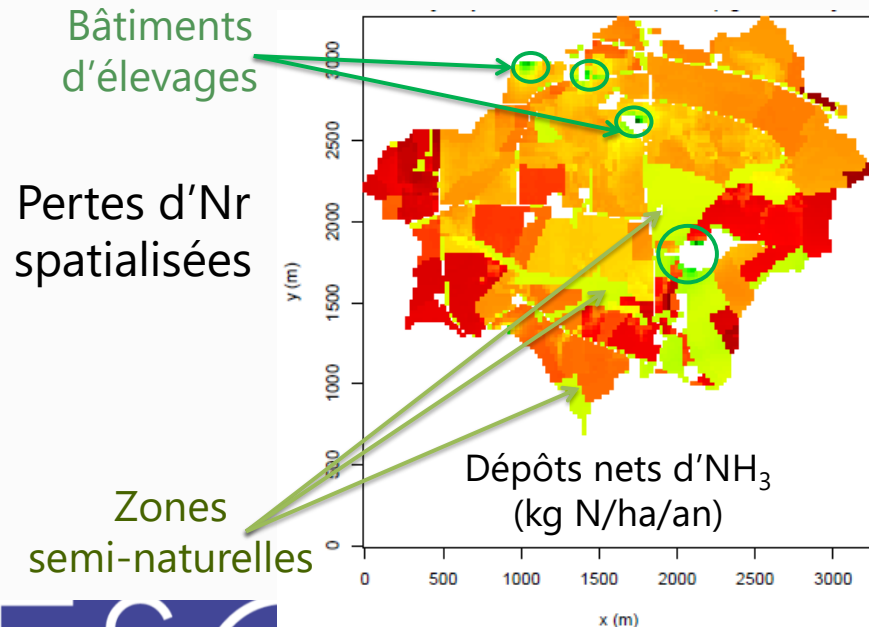 Bâtiments
d'élevages
Pertes d'Nr
spatialisées
Zones
semi-naturelles
Dépôts nets d'NH₃
(kg N/ha/an)
y (m)
3000
2500
2000
1500
1000
500
0
0 500 1000 1500 2000 2500 3000
x (m)